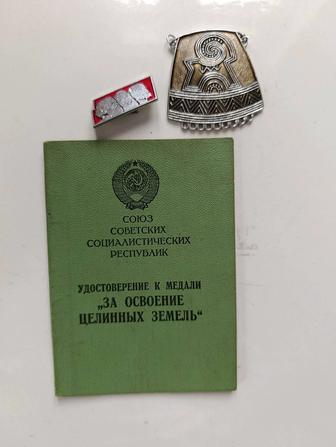 СОЮЗ
СОВЕТСКИХ
СОЦИАЛИСТИЧЕСКИХ
РЕСПУБЛИК
УДОСТОВЕРЕНИЕ К МЕДАЛИ
„ЗА ОСВОЕНИЕ
ЦЕЛИННЫХ ЗЕМЕЛЬ“